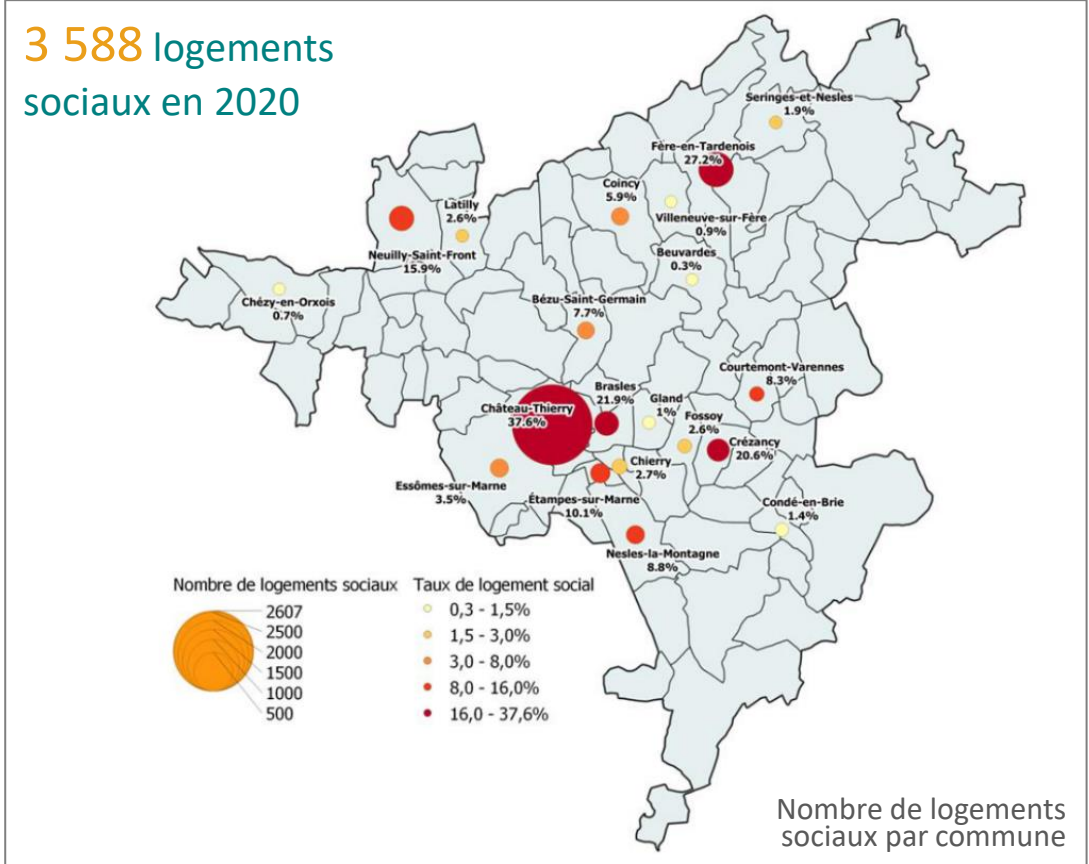 3 588 logements
sociaux en 2020
Seringes-et-Nesles
1.9%
Fère-en-Tardenois
27.2%
Coincy
5.9%
Latilly
2.6%
Villeneuve-sur-Fère
0.9%
Neuilly-Saint-Front
15.9%
Beuvardes
0.3%
Chézy-en-Orxois
0.7%
Bézu-Saint-Germain
7.7%
Courtemont-Varennes
8.3%
Brasles
21.9%
Gland
1%
Château-Thierry
37.6%
Fossoy
2.6%
Crézancy
20.6%
Chierry
2.7%
Essômes-sur-Marne
3.5%
Étampes-sur-Marne
10.1%
Condé-en-Brie
1.4%
Nesles-la-Montagne
8.8%
Nombre de logements sociaux
2607
2500
2000
1500
1000
500
Taux de logement social
0,3 - 1,5%
1,5 - 3,0%
3,0 - 8,0%
8,0 - 16,0%
16,0 - 37,6%
Nombre de logements
sociaux par commune